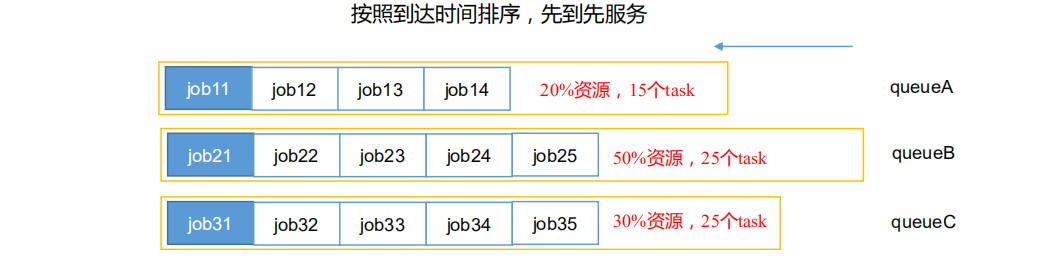 按照到达时间排序，先到先服务
job11 job12 job13 job14 20%资源，15个task queueA
job21 job22 job23 job24 job25 50%资源，25个task queueB
job31 job32 job33 job34 job35 30%资源，25个task queueC